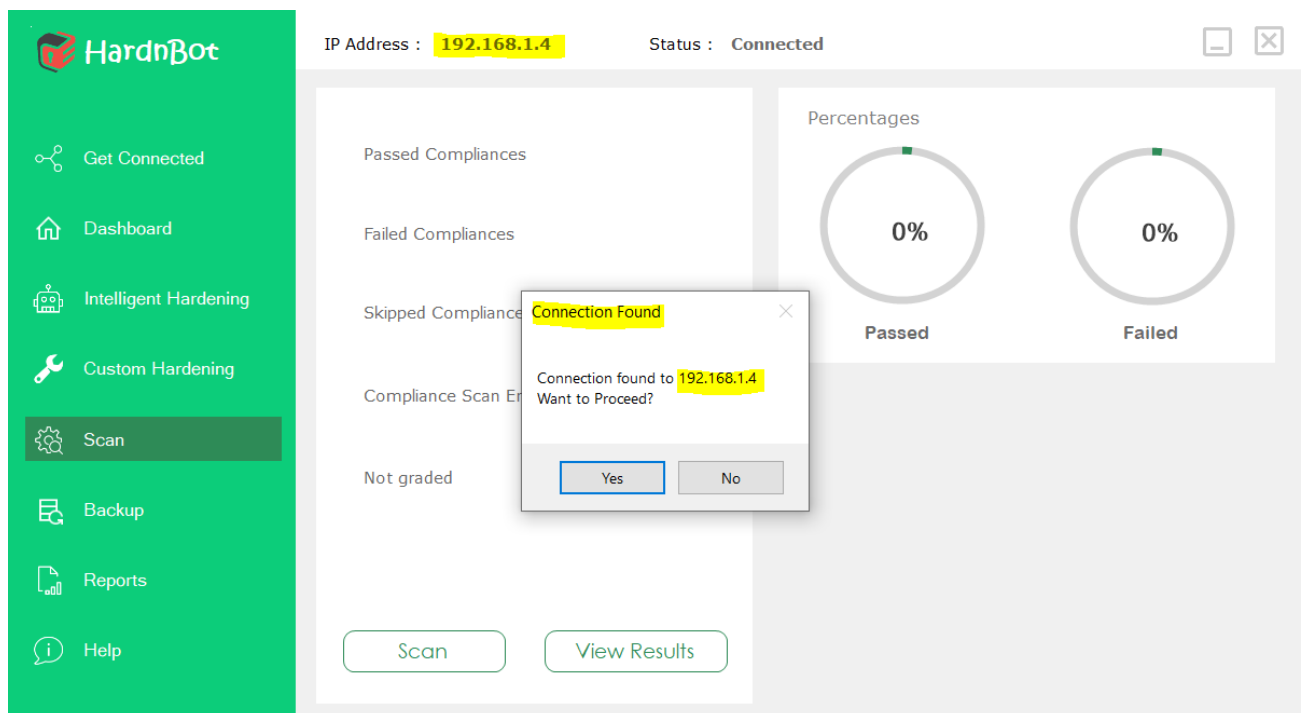 HardnBot
IP Address : 192.168.1.4 Status : Connected
Get Connected
Dashboard
Intelligent Hardening
Custom Hardening
Scan
Backup
Reports
Help
Passed Compliances
Failed Compliances
Skipped Compliance
Compliance Scan Er
Not graded
Scan View Results
Percentages
0% 0%
Passed Failed
Connection Found
Connection found to 192.168.1.4
Want to Proceed?
Yes No